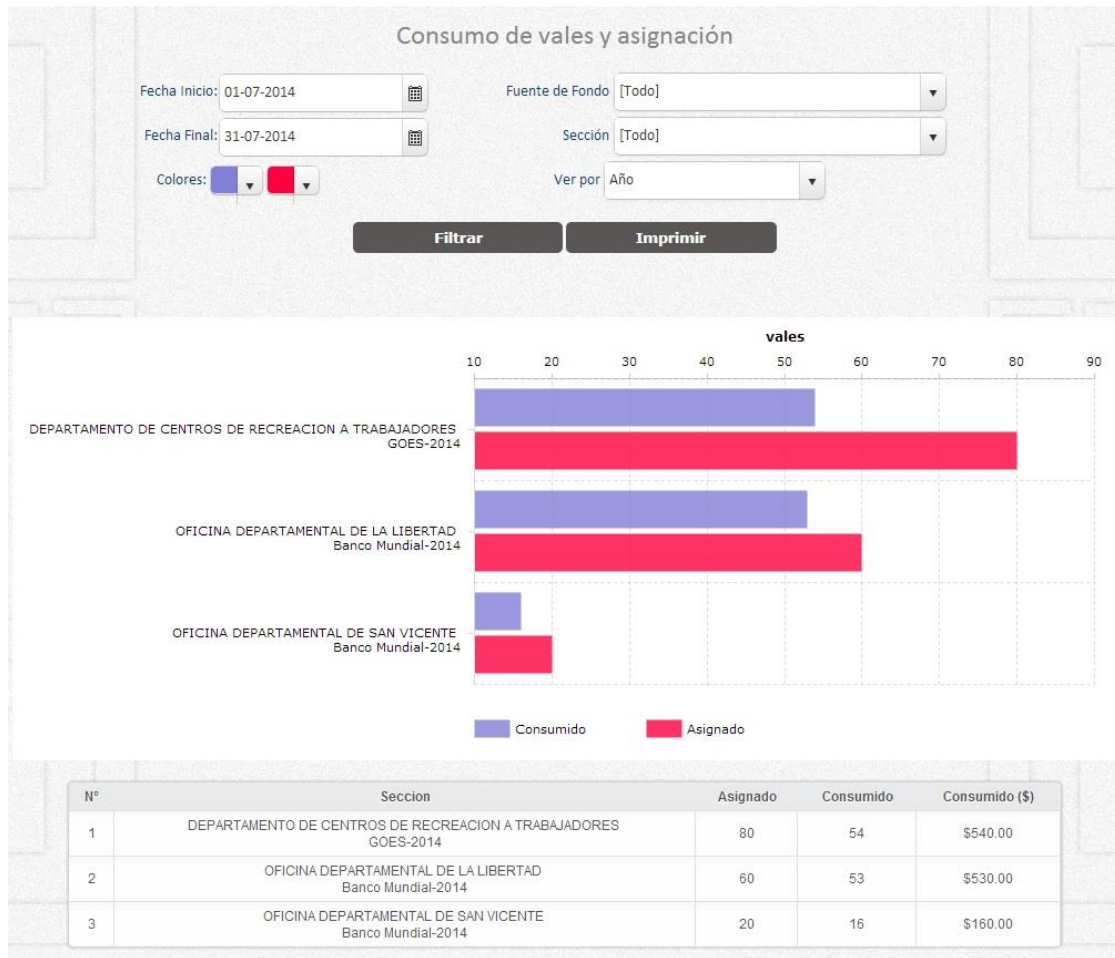 Consumo de vales y asignación
Fecha Inicio: 01-07-2014
Fuente de Fondo [Todo]
Fecha Final: 31-07-2014
Sección [Todo]
Colores:
Ver por Año
Filtrar Imprimir
vales
10 20 30 40 50 60 70 80 90
DEPARTAMENTO DE CENTROS DE RECREACION A TRABAJADORES
GOES-2014
OFICINA DEPARTAMENTAL DE LA LIBERTAD
Banco Mundial-2014
OFICINA DEPARTAMENTAL DE SAN VICENTE
Banco Mundial-2014
Consumido Asignado
N° Seccion Asignado Consumido Consumido ($)
1 DEPARTAMENTO DE CENTROS DE RECREACION A TRABAJADORES
GOES-2014 80 54 $540.00
2 OFICINA DEPARTAMENTAL DE LA LIBERTAD
Banco Mundial-2014 60 53 $530.00
3 OFICINA DEPARTAMENTAL DE SAN VICENTE
Banco Mundial-2014 20 16 $160.00